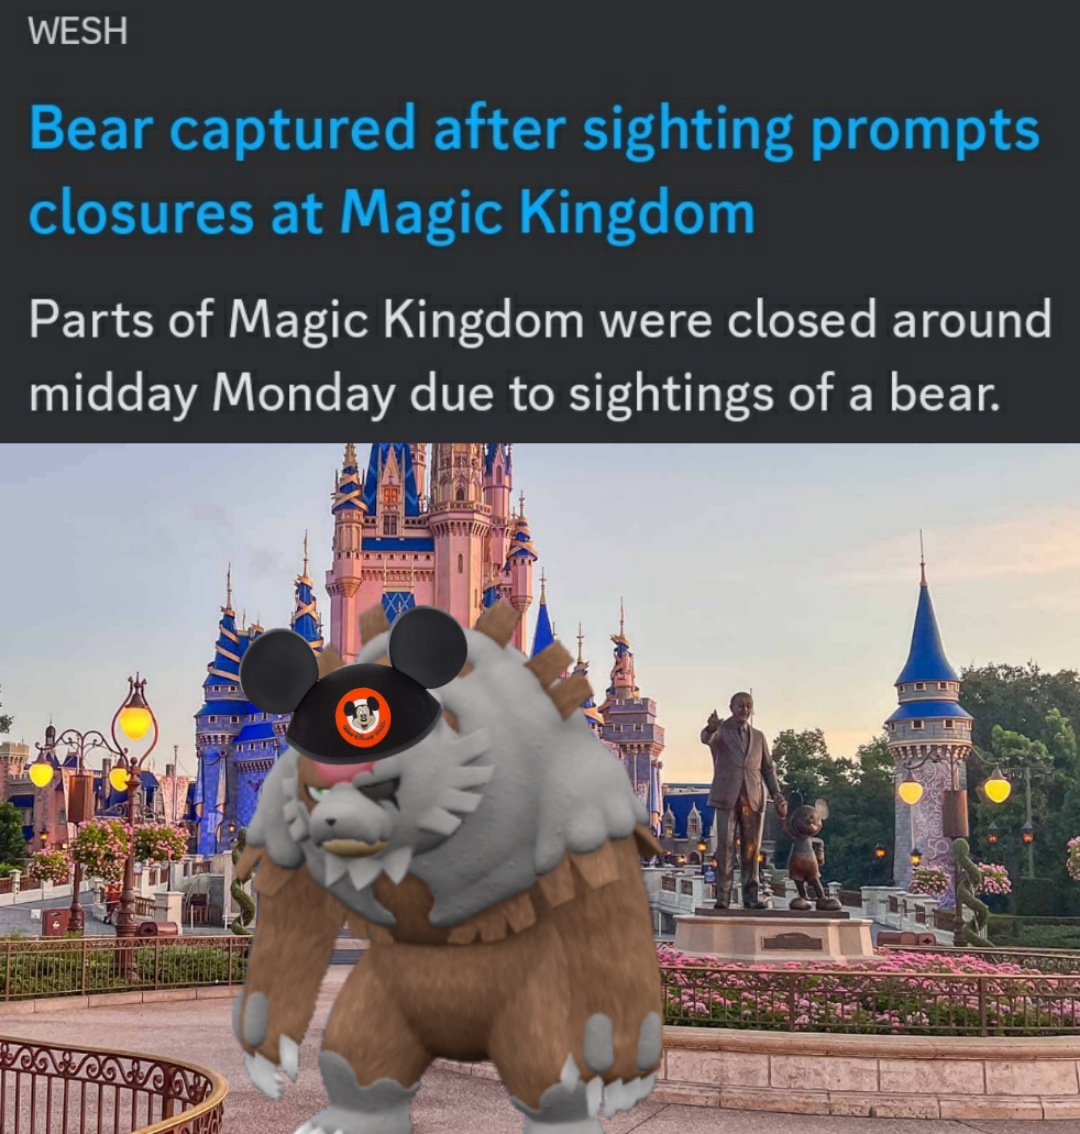 WESH
Bear captured after sighting prompts
closures at Magic Kingdom
Parts of Magic Kingdom were closed around
midday Monday due to sightings of a bear.